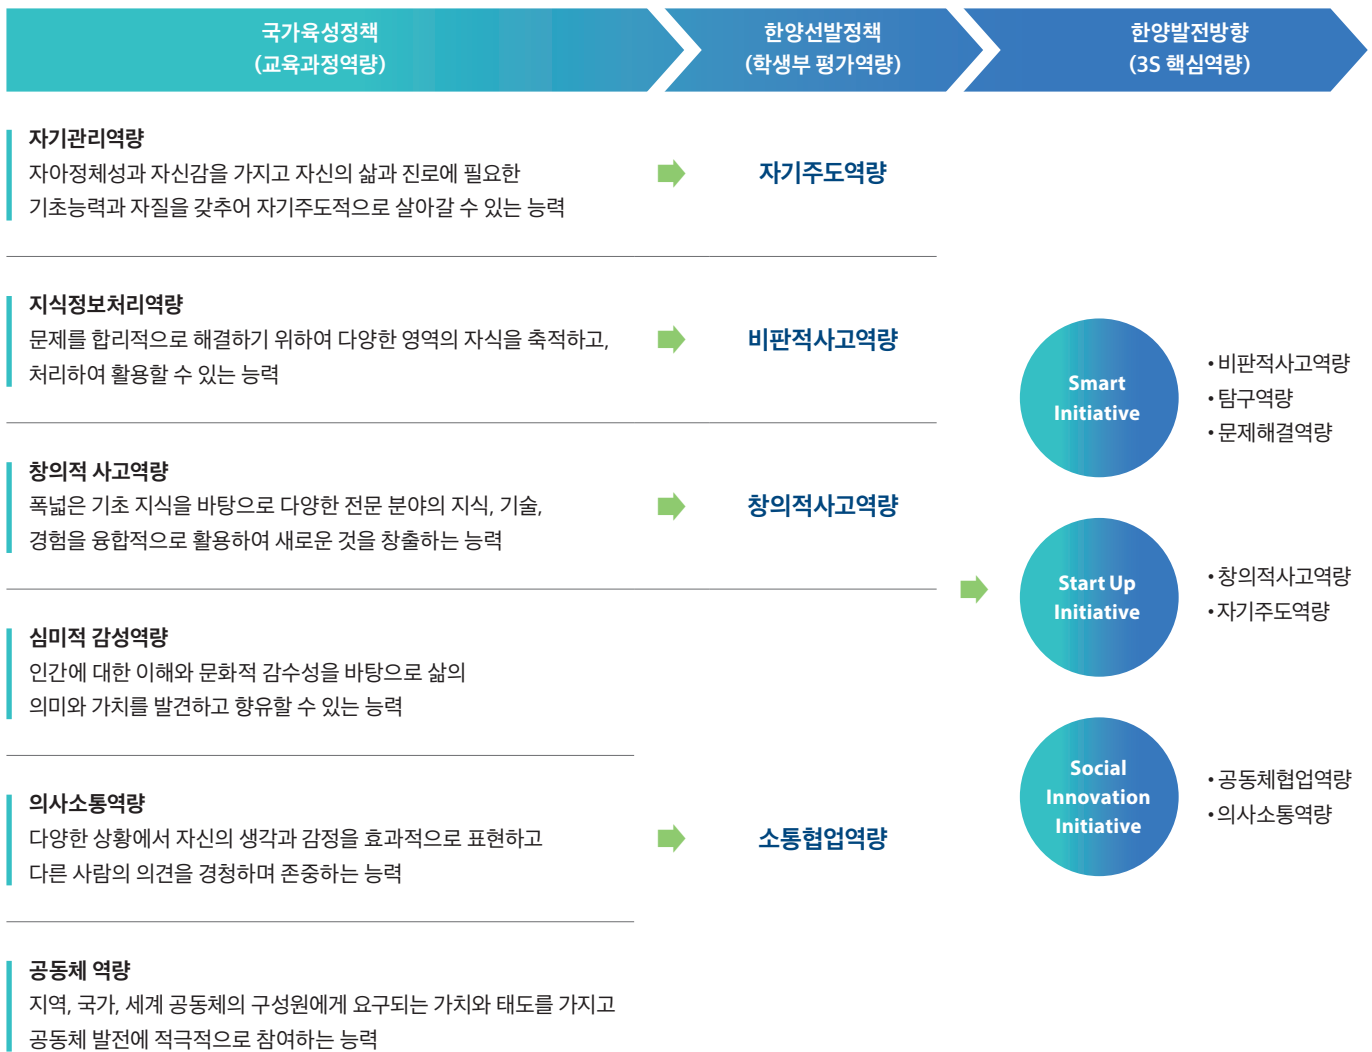 국가육성정책
(교육과정역량)
한양선발정책
(학생부 평가역량)
한양발전방향
(3S 핵심역량)
자기관리역량
자아정체성과 자신감을 가지고 자신의 삶과 진로에 필요한
기초능력과 자질을 갖추어 자기주도적으로 살아갈 수 있는 능력
자기주도역량
지식정보처리역량
문제를 합리적으로 해결하기 위하여 다양한 영역의 자식을 축적하고,
처리하여 활용할 수 있는 능력
비판적사고역량
창의적 사고역량
폭넓은 기초 지식을 바탕으로 다양한 전문 분야의 지식, 기술,
경험을 융합적으로 활용하여 새로운 것을 창출하는 능력
창의적사고역량
심미적 감성역량
인간에 대한 이해와 문화적 감수성을 바탕으로 삶의
의미와 가치를 발견하고 향유할 수 있는 능력
의사소통역량
다양한 상황에서 자신의 생각과 감정을 효과적으로 표현하고
다른 사람의 의견을 경청하며 존중하는 능력
소통협업역량
공동체 역량
지역, 국가, 세계 공동체의 구성원에게 요구되는 가치와 태도를 가지고
공동체 발전에 적극적으로 참여하는 능력
Smart
Initiative
• 비판적사고역량
• 탐구역량
• 문제해결역량
Start Up
Initiative
• 창의적사고역량
• 자기주도역량
Social
Innovation
Initiative
• 공동체협업역량
• 의사소통역량